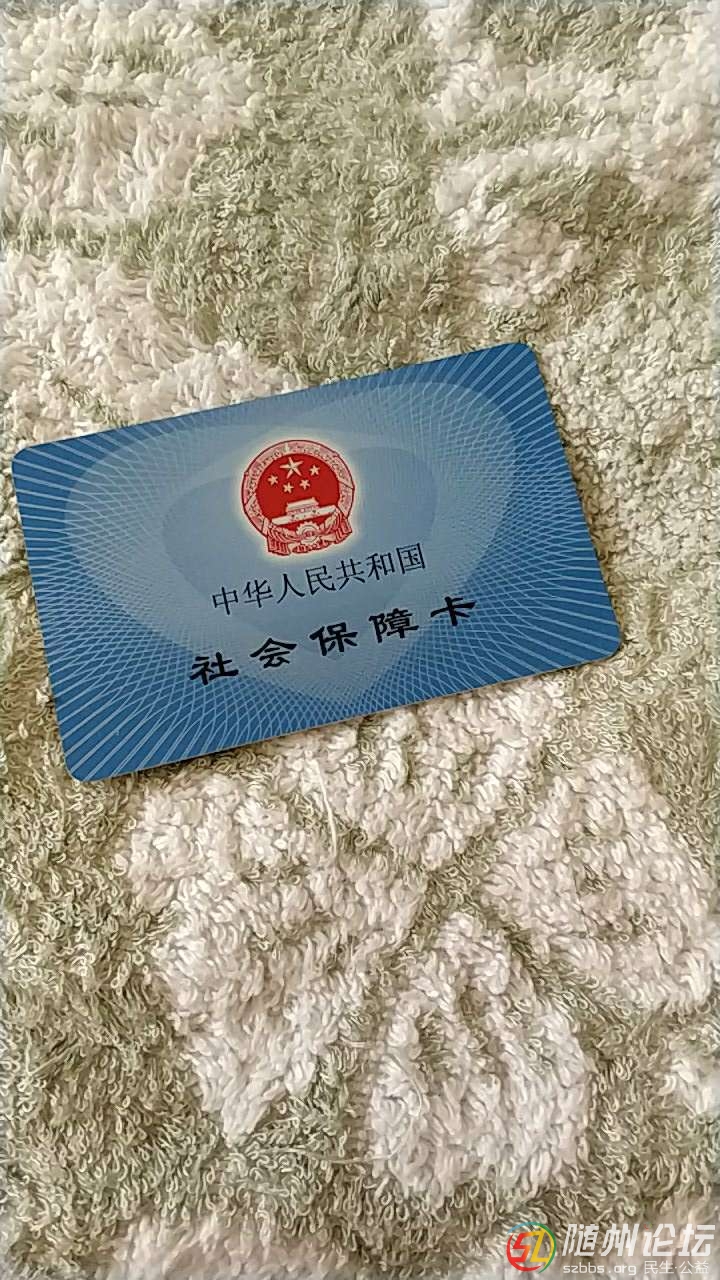 中华人民共和国
社会保障卡
随州论坛
szbbs.org 民生·公益